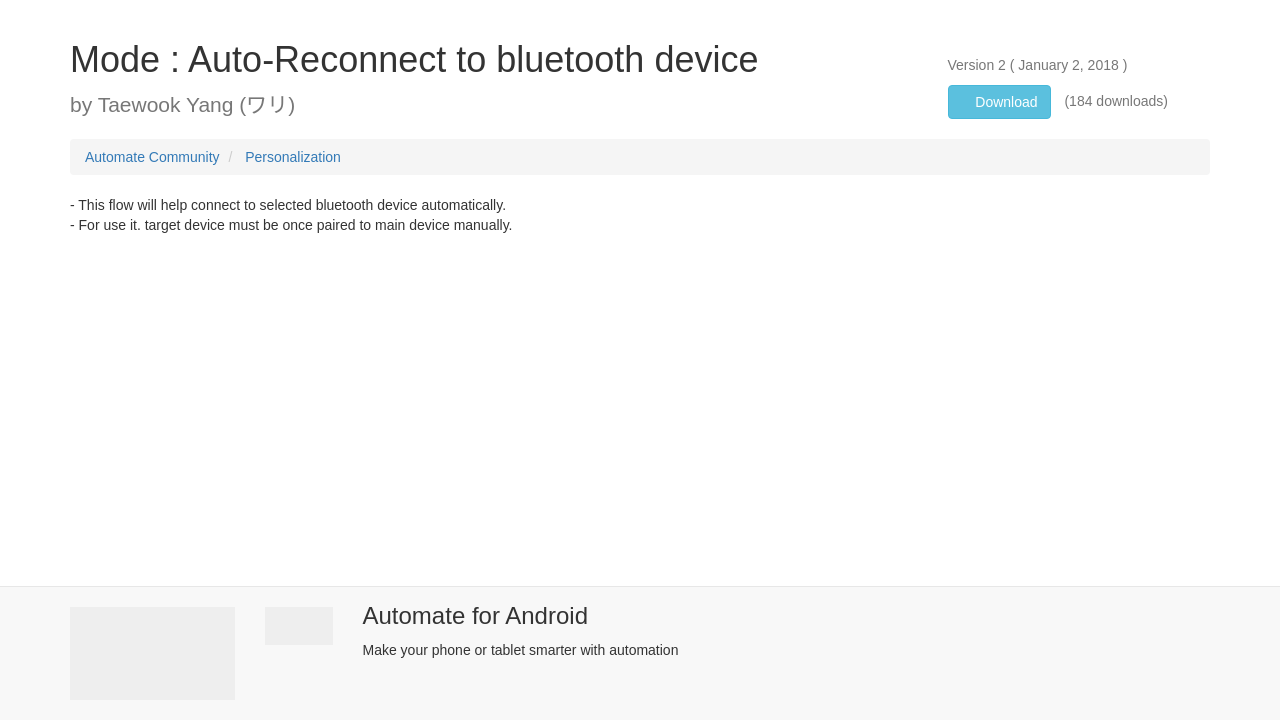 Mode : Auto-Reconnect to bluetooth device
by Taewook Yang (ワリ)
Version 2 ( January 2, 2018 )
Download (184 downloads)
Automate Community / Personalization
- This flow will help connect to selected bluetooth device automatically.
- For use it. target device must be once paired to main device manually.
Automate for Android
Make your phone or tablet smarter with automation